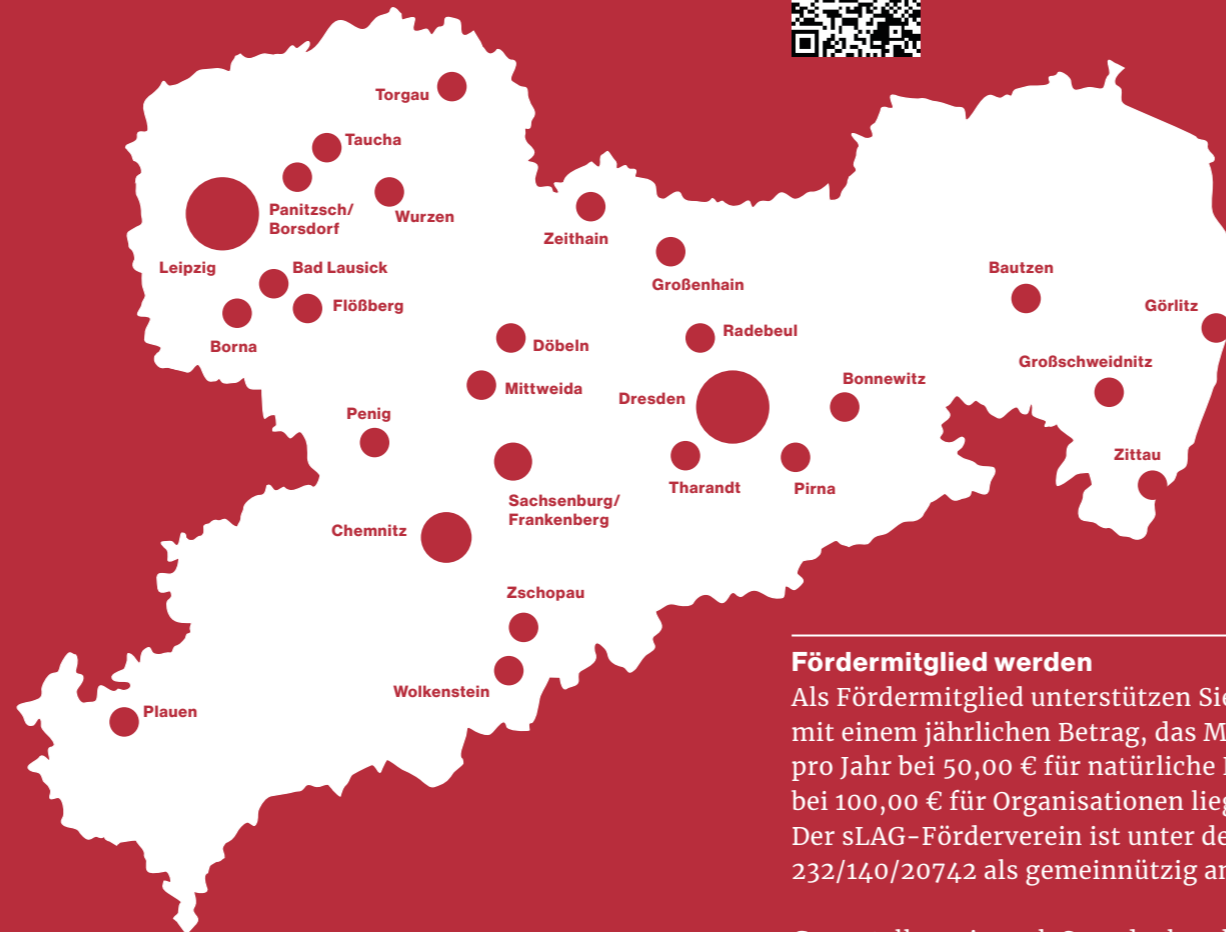 Torgau
Taucha
Panitzsch/
Borsdorf
Wurzen
Leipzig
Bad Lausick
Flößberg
Borna
Zeithain
Großenhain
Bautzen
Görlitz
Döbeln
Radebeul
Mittweida
Dresden
Bonnewitz
Großschweidnitz
Penig
Zittau
Tharandt
Pirna
Sachsenburg/
Frankenberg
Chemnitz
Zschopau
Wolkenstein
Plauen
Fördermitglied werden
Als Fördermitglied unterstützen Sie
mit einem jährlichen Betrag, das M
pro Jahr bei 50,00 € für natürliche
bei 100,00 € für Organisationen lieg
Der sLAG-Förderverein ist unter de
232/140/20742 als gemeinnützig an